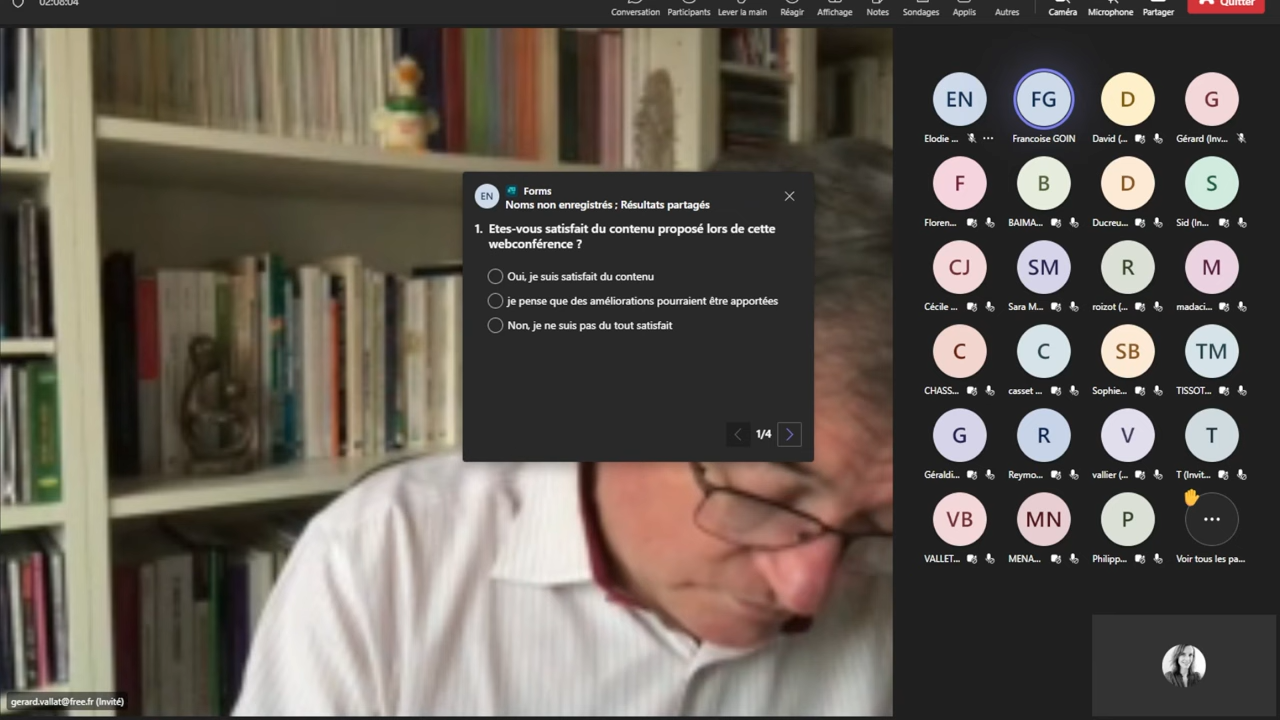 02:08:04
Conversation Participants Lever la main Réagir Affichage Notes Sondages Applis Autres Caméra Microphone Partager Quitter
EN FG D G
Elodie ... Francoise GOIN David (... Gérard (Inv...
F B D S
Floren... BAIMA... Ducreu... Sid (In...
CJ SM R M
Cécile ... Sara M... roizot (... madaci...
C C SB TM
CHASS... casset ... Sophie... TISSOT...
G R V T
Géraldi... Reymo... vallier (... T (Invit...
VB MN P ...
VALLET... MENA... Philipp... Voir tous les pa...
EN Forms
Noms non enregistrés ; Résultats partagés
1. Etes-vous satisfait du contenu proposé lors de cette
webconférence ?
Oui, je suis satisfait du contenu
je pense que des améliorations pourraient être apportées
Non, je ne suis pas du tout satisfait
1/4
gerard.vallat@free.fr (Invité)